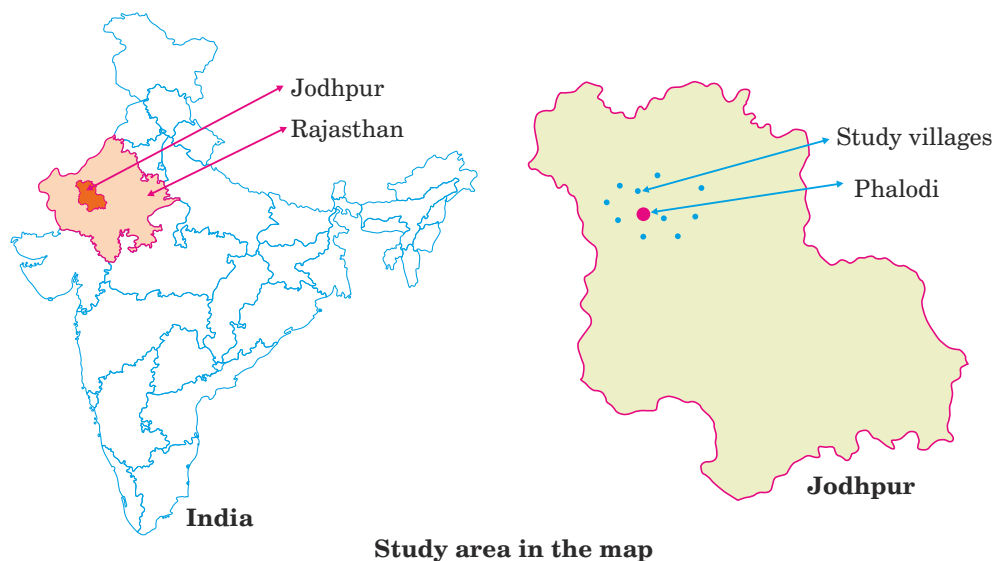 Jodhpur
Rajasthan
India
Study villages
Phalodi
Jodhpur
Study area in the map